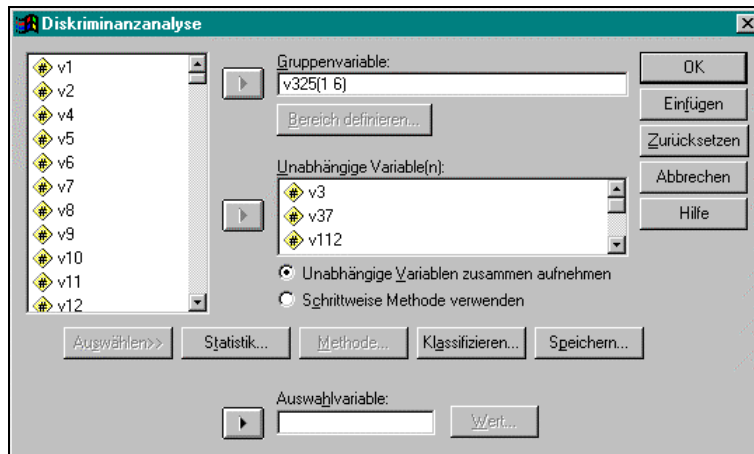 Diskriminanzanalyse
v1
v2
v4
v5
v6
v7
v8
v9
v10
v11
v12
Gruppenvariable:
v325(1 6)
Bereich definieren...
Unabhängige Variable(n):
v3
v37
v112
Unabhängige Variablen zusammen aufnehmen
Schrittweise Methode verwenden
OK
Einfügen
Zurücksetzen
Abbrechen
Hilfe
Auswählen>>
Statistik...
Methode...
Klassifizieren...
Speichern...
Auswahlvariable:
Wert...